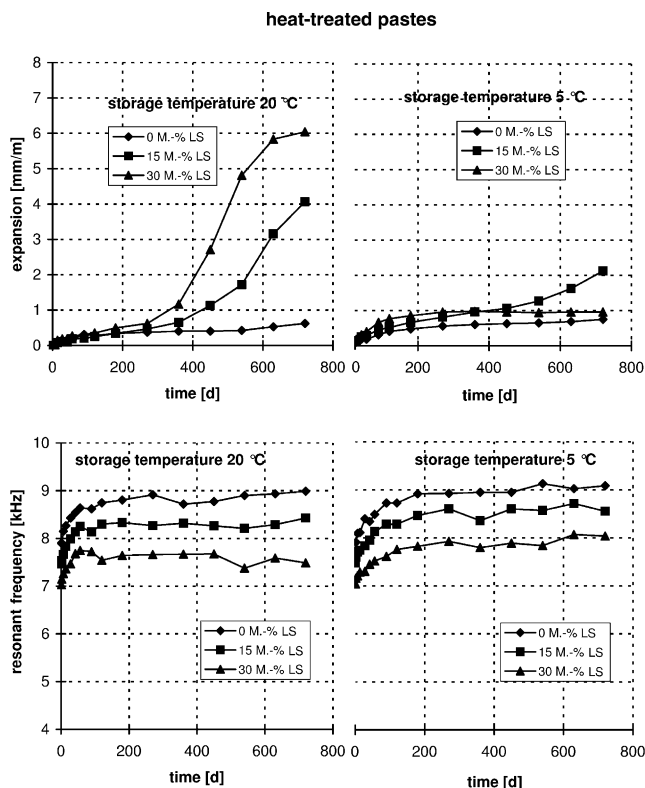 heat-treated pastes
8
7
6
5
4
3
2
1
0
expansion [mm/m]
storage temperature 20 °C
0 M.-% LS
15 M.-% LS
30 M.-% LS
0 200 400 600 800
time [d]
storage temperature 5 °C
0 M.-% LS
15 M.-% LS
30 M.-% LS
0 200 400 600 800
time [d]
10
9
8
7
6
5
4
resonant frequency [kHz]
storage temperature 20 °C
0 M.-% LS
15 M.-% LS
30 M.-% LS
0 200 400 600 800
time [d]
storage temperature 5 °C
0 M.-% LS
15 M.-% LS
30 M.-% LS
0 200 400 600 800
time [d]